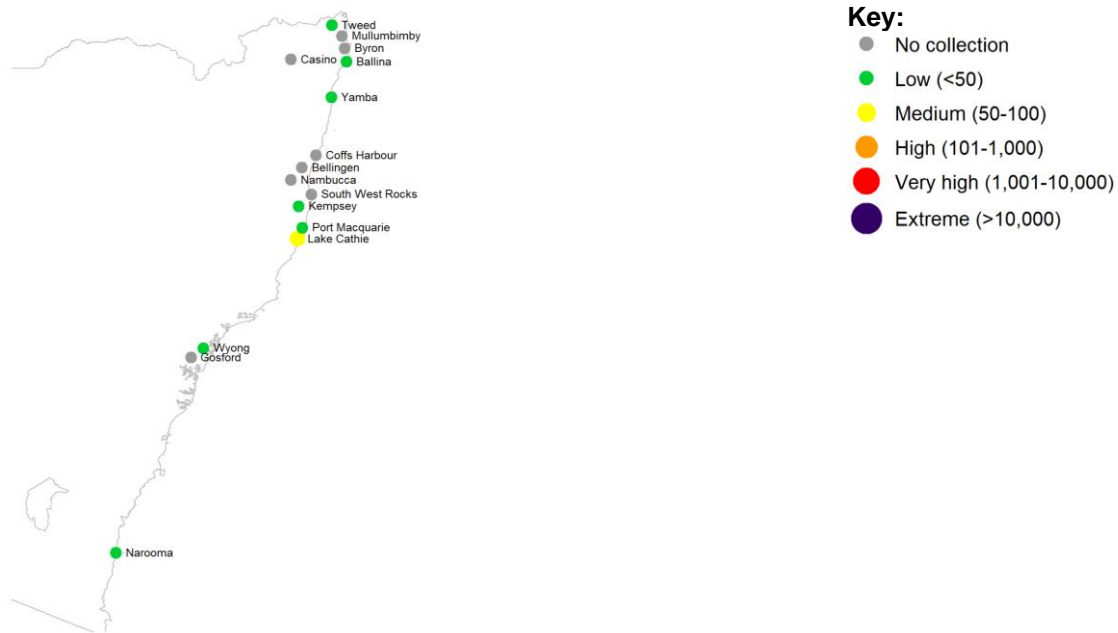 Key:
No collection
Low (<50)
Medium (50-100)
High (101-1,000)
Very high (1,001-10,000)
Extreme (>10,000)
Tweed
Mullumbimby
Byron
Casino
Ballina
Yamba
Coffs Harbour
Bellingen
Nambucca
South West Rocks
Kempsey
Port Macquarie
Lake Cathie
Wyong
Gosford
Narooma